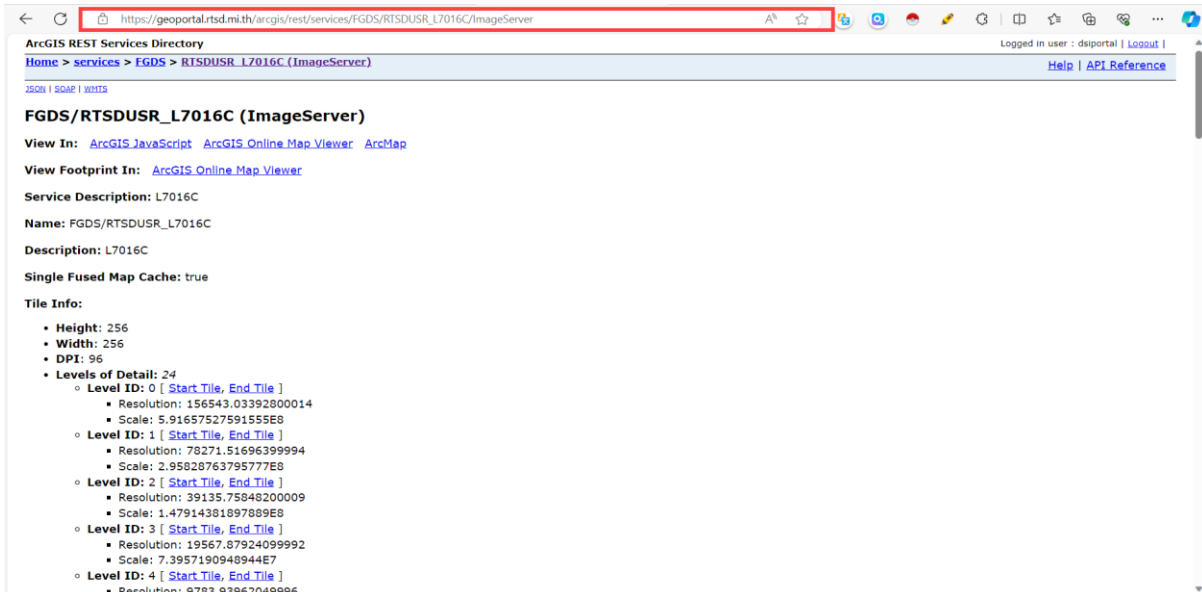 https://geoportal.rtsd.mi.th/arcgis/rest/services/FGDS/RTSDUSR_L7016C/ImageServer
ArcGIS REST Services Directory
Logged in user : dsiportal | Logout |
Home > services > FGDS > RTSDUSR_L7016C (ImageServer)
Help | API Reference
JSON | SOAP | WMTS
FGDS/RTSDUSR_L7016C (ImageServer)
View In: ArcGIS JavaScript ArcGIS Online Map Viewer ArcMap
View Footprint In: ArcGIS Online Map Viewer
Service Description: L7016C
Name: FGDS/RTSDUSR_L7016C
Description: L7016C
Single Fused Map Cache: true
Tile Info:
• Height: 256
• Width: 256
• DPI: 96
• Levels of Detail: 24
○ Level ID: 0 [ Start Tile, End Tile ]
▪ Resolution: 156543.03392800014
▪ Scale: 5.91657527591555E8
○ Level ID: 1 [ Start Tile, End Tile ]
▪ Resolution: 78271.51696399994
▪ Scale: 2.95828763795777E8
○ Level ID: 2 [ Start Tile, End Tile ]
▪ Resolution: 39135.75848200009
▪ Scale: 1.47914381897889E8
○ Level ID: 3 [ Start Tile, End Tile ]
▪ Resolution: 19567.87924099992
▪ Scale: 7.3957190948944E7
○ Level ID: 4 [ Start Tile, End Tile ]
▪ Resolution: 9783.93962049996